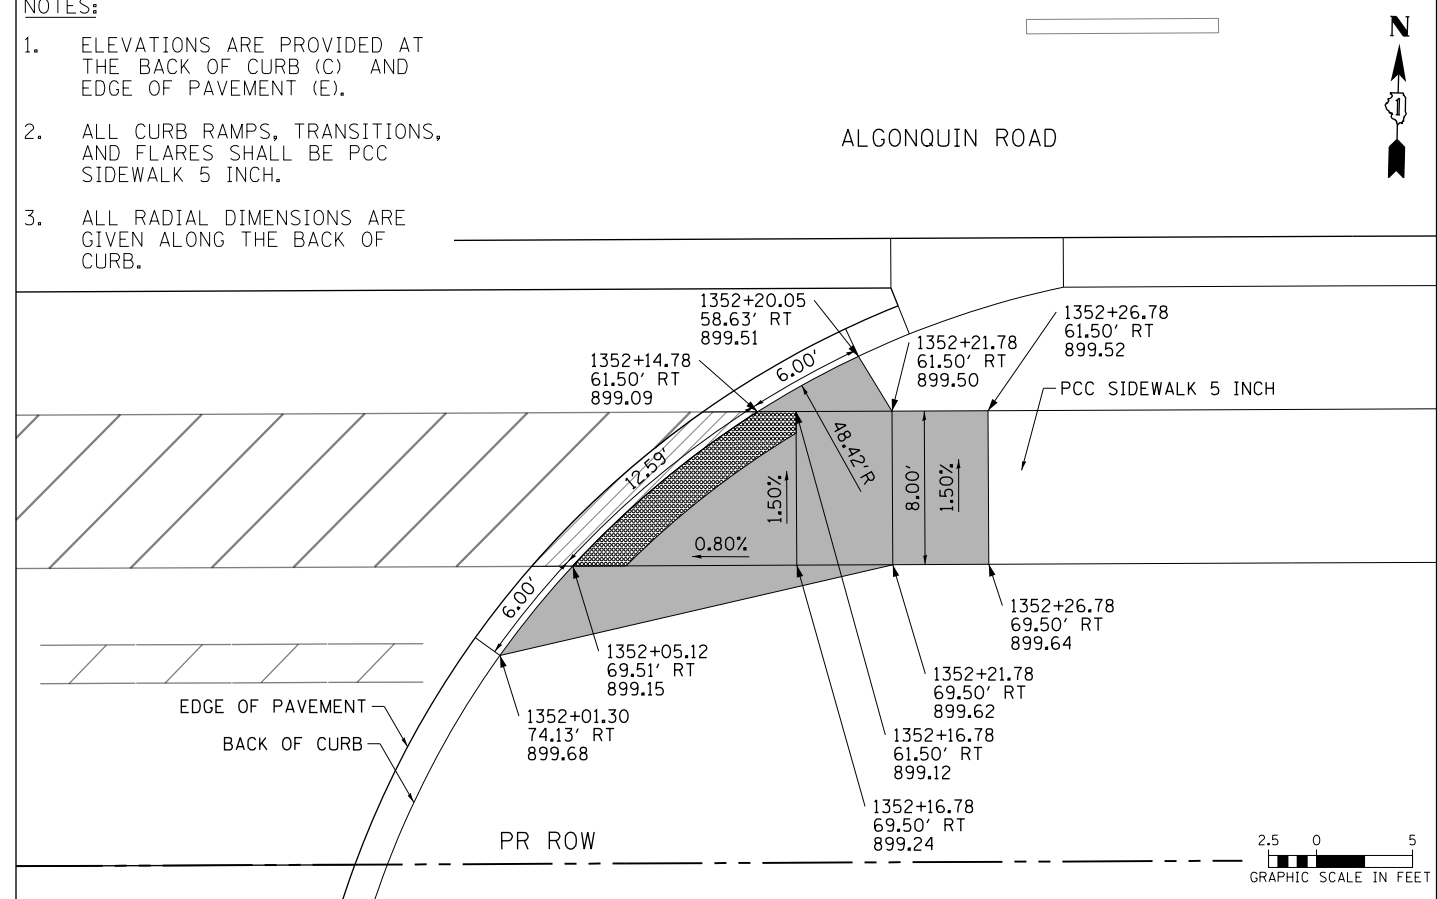 NOTES:
1. ELEVATIONS ARE PROVIDED AT
THE BACK OF CURB (C) AND
EDGE OF PAVEMENT (E).
2. ALL CURB RAMPS, TRANSITIONS,
AND FLARES SHALL BE PCC
SIDEWALK 5 INCH.
3. ALL RADIAL DIMENSIONS ARE
GIVEN ALONG THE BACK OF
CURB.
N
1
ALGONQUIN ROAD
1352+20.05
58.63' RT
899.51
1352+14.78
61.50' RT
899.09
1352+21.78
61.50' RT
899.50
1352+26.78
61.50' RT
899.52
PCC SIDEWALK 5 INCH
6.00'
12.59'
6.00'
48.42'R
1.50%
8.00'
1.50%
0.80%
1352+26.78
69.50' RT
899.64
1352+05.12
69.51' RT
899.15
1352+21.78
69.50' RT
899.62
1352+01.30
74.13' RT
899.68
1352+16.78
61.50' RT
899.12
1352+16.78
69.50' RT
899.24
EDGE OF PAVEMENT
BACK OF CURB
PR ROW
2.5 0 5
GRAPHIC SCALE IN FEET